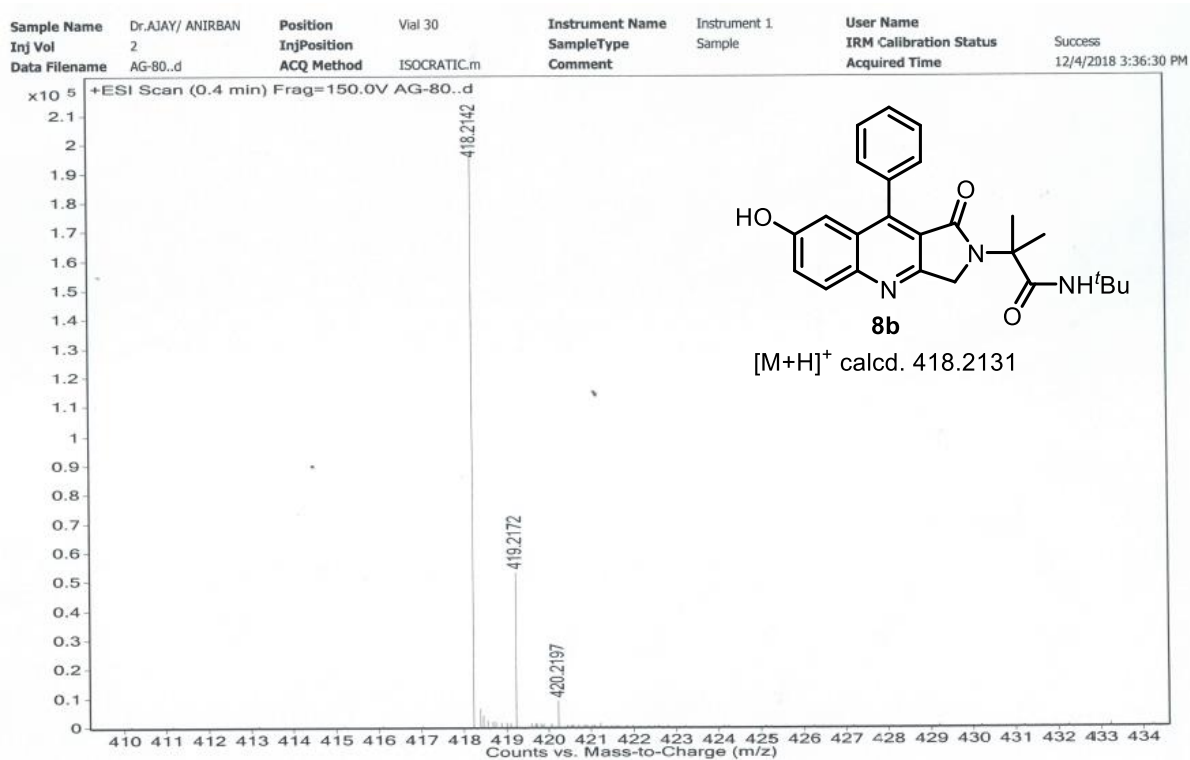 Sample Name Dr.AJAY/ ANIRBAN Position Vial 30 Instrument Name Instrument 1 User Name
Inj Vol 2 InjPosition SampleType Sample IRM Calibration Status Success
Data Filename AG-80..d ACQ Method ISOCRATIC.m Comment Acquired Time 12/4/2018 3:36:30 PM
x10 5 +ESI Scan (0.4 min) Frag=150.0V AG-80..d
2.1
2
1.9
1.8
1.7
1.6
1.5
1.4
1.3
1.2
1.1
1
0.9
0.8
0.7
0.6
0.5
0.4
0.3
0.2
0.1
0
418.2142
419.2172
420.2197
HO
O
N
N
O
NHᵗBu
8b
[M+H]⁺ calcd. 418.2131
410 411 412 413 414 415 416 417 418 419 420 421 422 423 424 425 426 427 428 429 430 431 432 433 434
Counts vs. Mass-to-Charge (m/z)